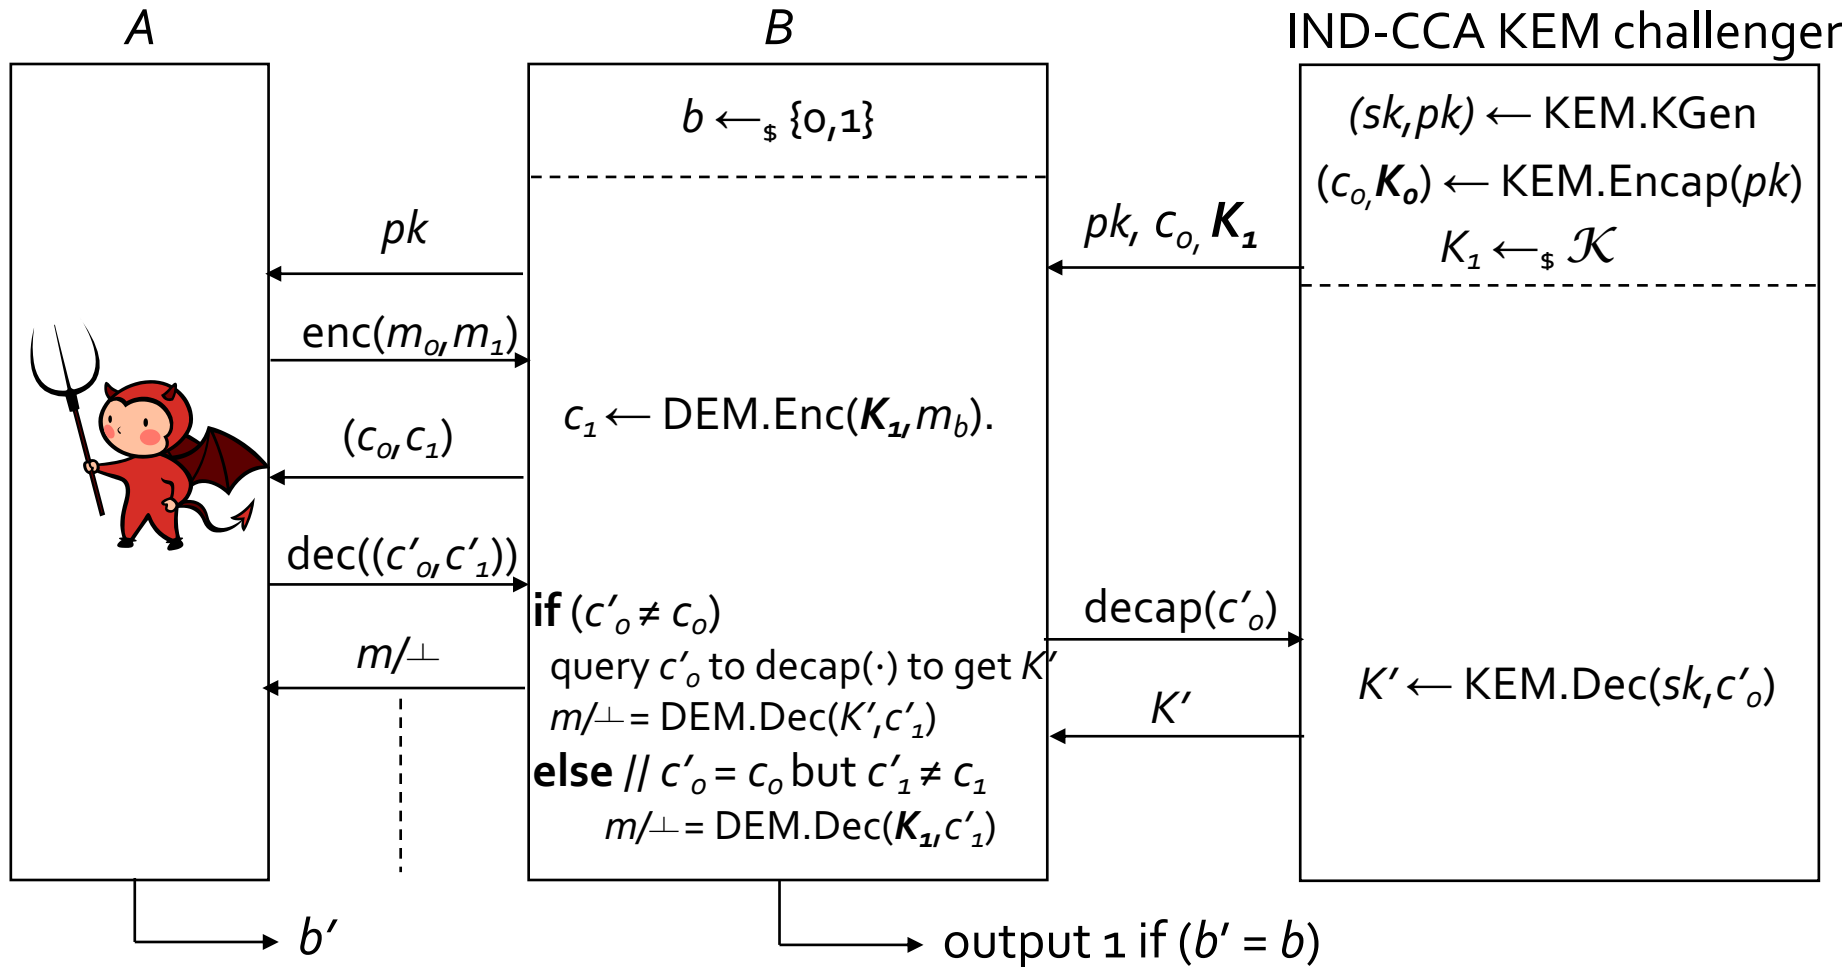 A
B
IND-CCA KEM challenger
b ←$ {0,1}
(sk,pk) ← KEM.KGen
(c₀,K₀) ← KEM.Encap(pk)
K₁ ←$ 𝒦
pk
pk, c₀, K₁
enc(m₀,m₁)
c₁ ← DEM.Enc(K₁,m_b).
(c₀,c₁)
dec((c'₀,c'₁))
if (c'₀ ≠ c₀)
decap(c'₀)
m/⊥
query c'₀ to decap(·) to get K'
K' ← KEM.Dec(sk,c'₀)
m/⊥ = DEM.Dec(K',c'₁)
K'
else // c'₀ = c₀ but c'₁ ≠ c₁
m/⊥ = DEM.Dec(K₁,c'₁)
b'
output 1 if (b' = b)